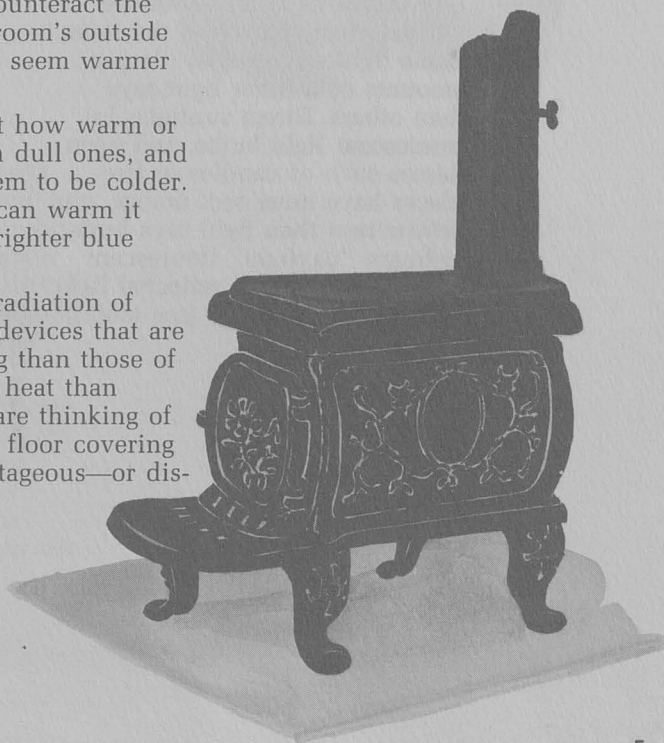 ounteract the
room's outside
seem warmer
t how warm or
n dull ones, and
em to be colder.
can warm it
righter blue
radiation of
devices that are
g than those of
heat than
are thinking of
floor covering
tageous—or dis-